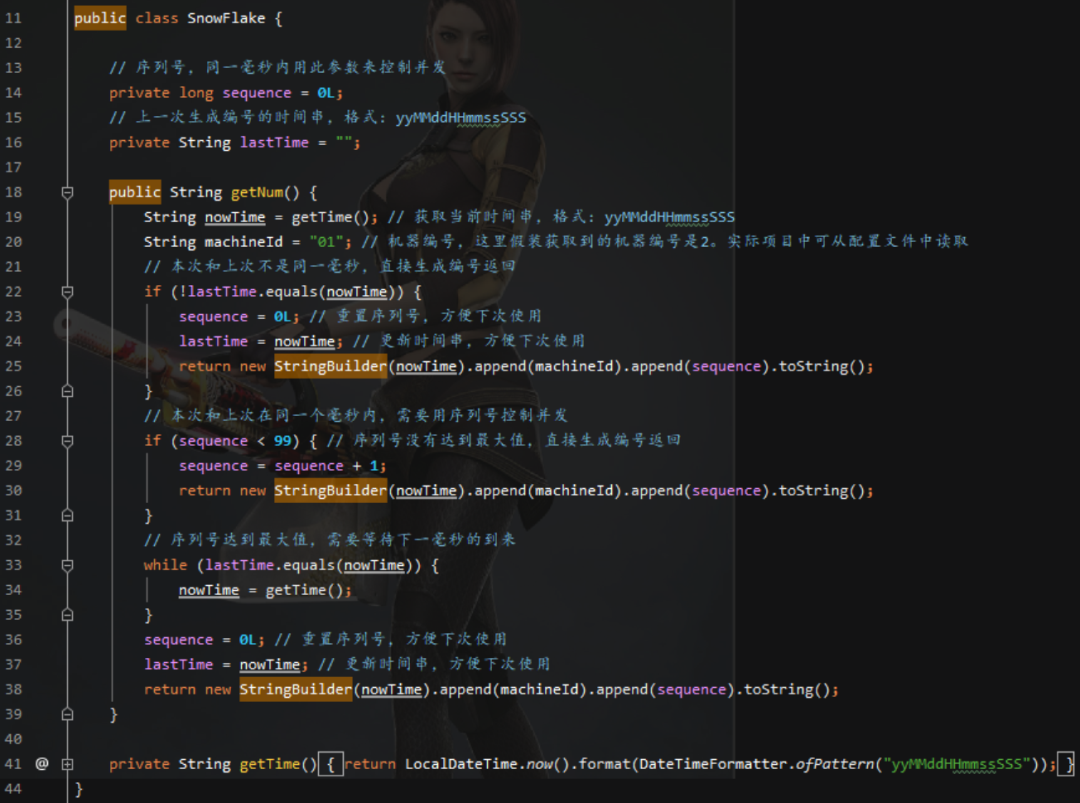 11 public class SnowFlake {
12
13 // 序列号，同一毫秒内用此参数来控制并发
14 private long sequence = 0L;
15 // 上一次生成编号的时间串，格式：yyMMddHHmmssSSS
16 private String lastTime = "";
17
18 public String getNum() {
19 String nowTime = getTime(); // 获取当前时间串，格式：yyMMddHHmmssSSS
20 String machineId = "01"; // 机器编号，这里假装获取到的机器编号是2。实际项目中可从配置文件中读取
21 // 本次和上次不是同一毫秒，直接生成编号返回
22 if (!lastTime.equals(nowTime)) {
23 sequence = 0L; // 重置序列号，方便下次使用
24 lastTime = nowTime; // 更新时间串，方便下次使用
25 return new StringBuilder(nowTime).append(machineId).append(sequence).toString();
26 }
27 // 本次和上次在同一个毫秒内，需要用序列号控制并发
28 if (sequence < 99) { // 序列号没有达到最大值，直接生成编号返回
29 sequence = sequence + 1;
30 return new StringBuilder(nowTime).append(machineId).append(sequence).toString();
31 }
32 // 序列号达到最大值，需要等待下一毫秒的到来
33 while (lastTime.equals(nowTime)) {
34 nowTime = getTime();
35 }
36 sequence = 0L; // 重置序列号，方便下次使用
37 lastTime = nowTime; // 更新时间串，方便下次使用
38 return new StringBuilder(nowTime).append(machineId).append(sequence).toString();
39 }
40
41 @ private String getTime() { return LocalDateTime.now().format(DateTimeFormatter.ofPattern("yyMMddHHmmssSSS")); }
44 }